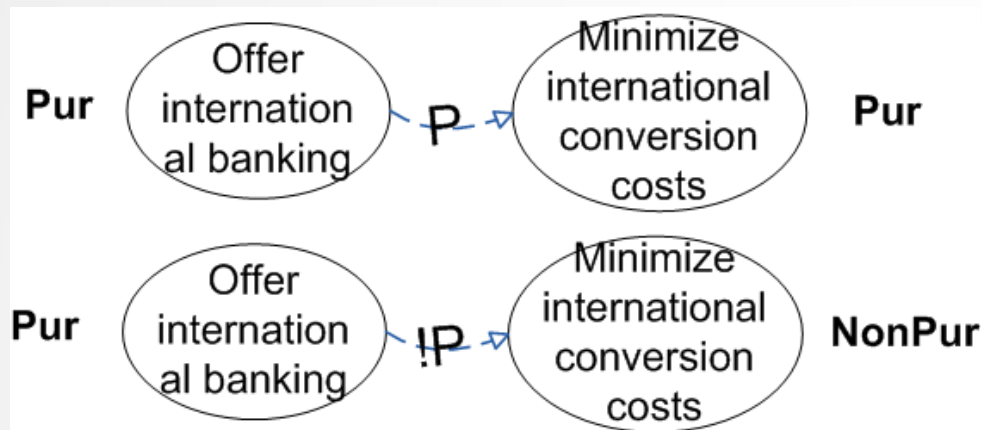 Pur
Offer
internation
al banking
P
Minimize
international
conversion
costs
Pur
Pur
Offer
internation
al banking
!P
Minimize
international
conversion
costs
NonPur